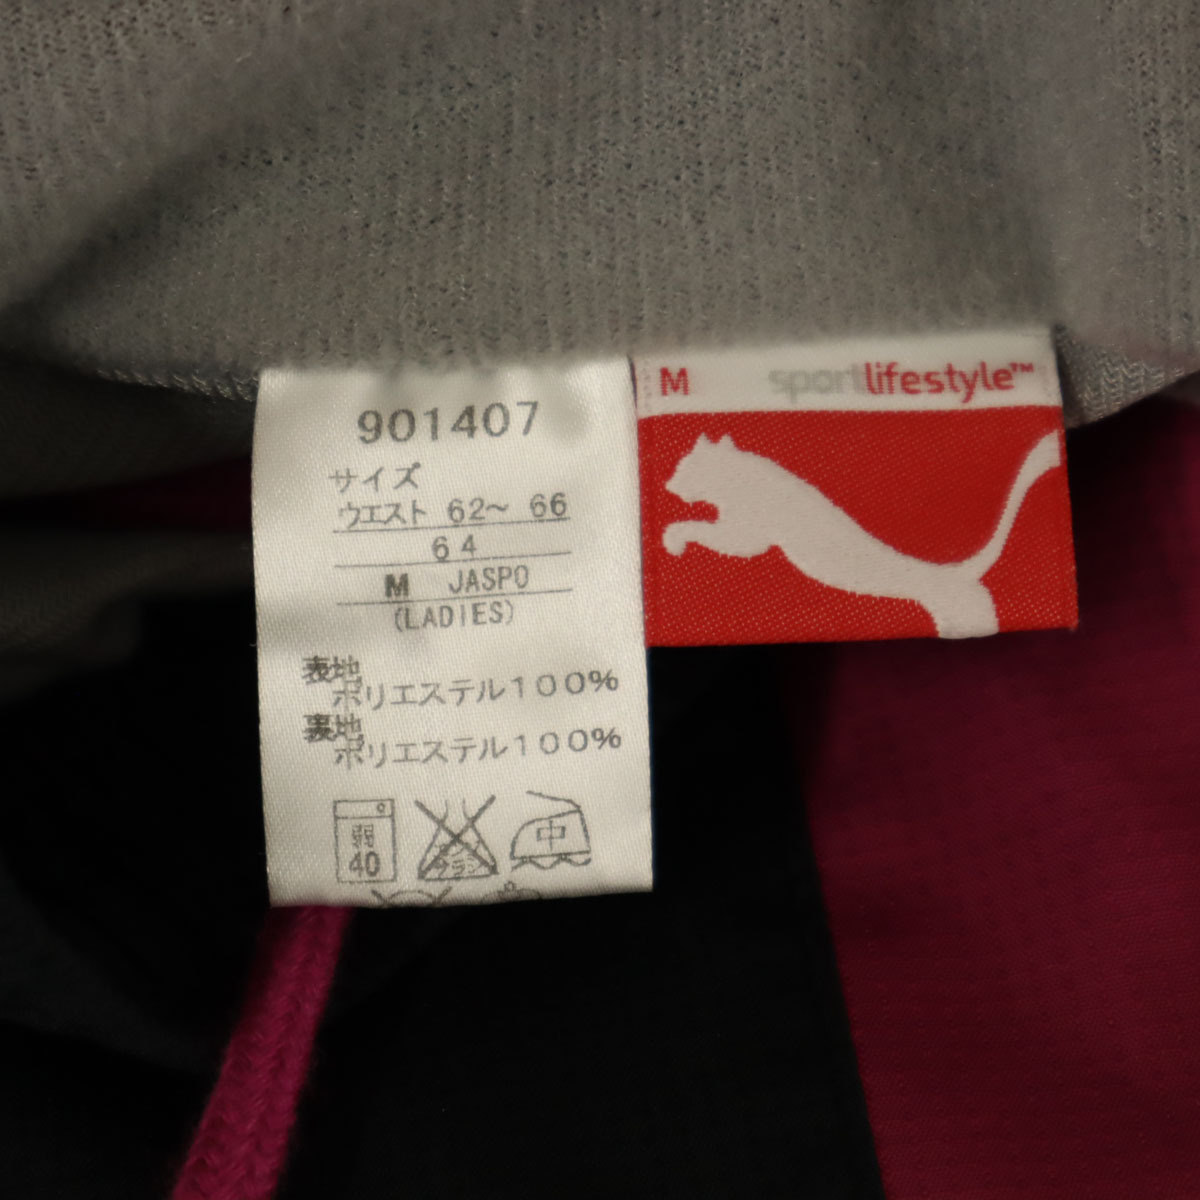 901407
サイズ
ウエスト 62～ 66
64
M JASPO
(LADIES)
表地
ポリエステル100%
裏地
ポリエステル100%
弱
40
中
M sportlifestyle™